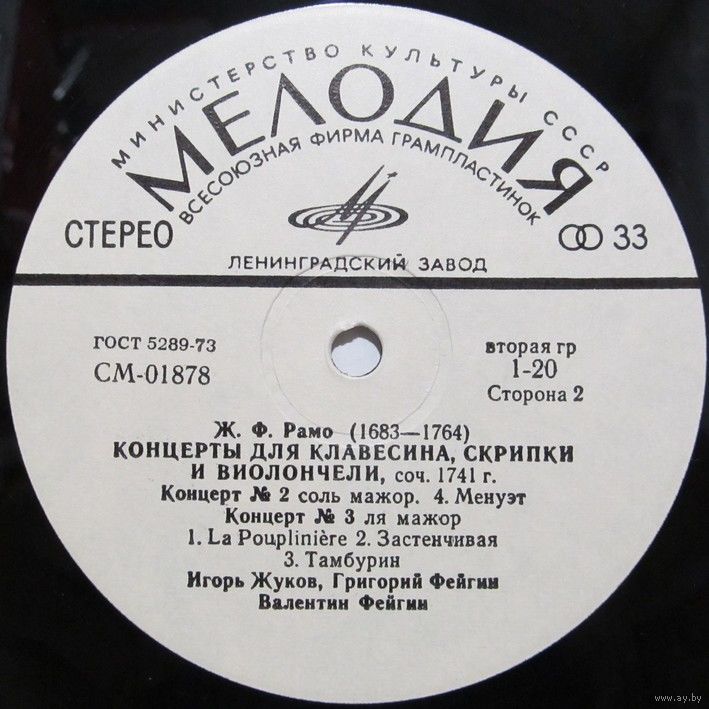 МИНИСТЕРСТВО КУЛЬТУРЫ СССР
МЕЛОДИЯ
ВСЕСОЮЗНАЯ ФИРМА ГРАМПЛАСТИНОК
СТЕРЕО
33
ЛЕНИНГРАДСКИЙ ЗАВОД
ГОСТ 5289-73
СМ-01878
вторая гр
1-20
Сторона 2
Ж. Ф. Рамо (1683—1764)
КОНЦЕРТЫ ДЛЯ КЛАВЕСИНА, СКРИПКИ
И ВИОЛОНЧЕЛИ, соч. 1741 г.
Концерт № 2 соль мажор. 4. Менуэт
Концерт № 3 ля мажор
1. La Pouplinière 2. Застенчивая
3. Тамбурин
Игорь Жуков, Григорий Фейгин
Валентин Фейгин
www.ay.by